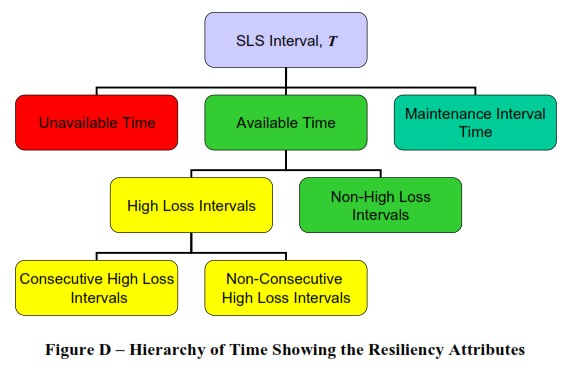 SLS Interval, T
Unavailable Time
Available Time
Maintenance Interval
Time
High Loss Intervals
Non-High Loss
Intervals
Consecutive High Loss
Intervals
Non-Consecutive
High Loss Intervals
Figure D – Hierarchy of Time Showing the Resiliency Attributes